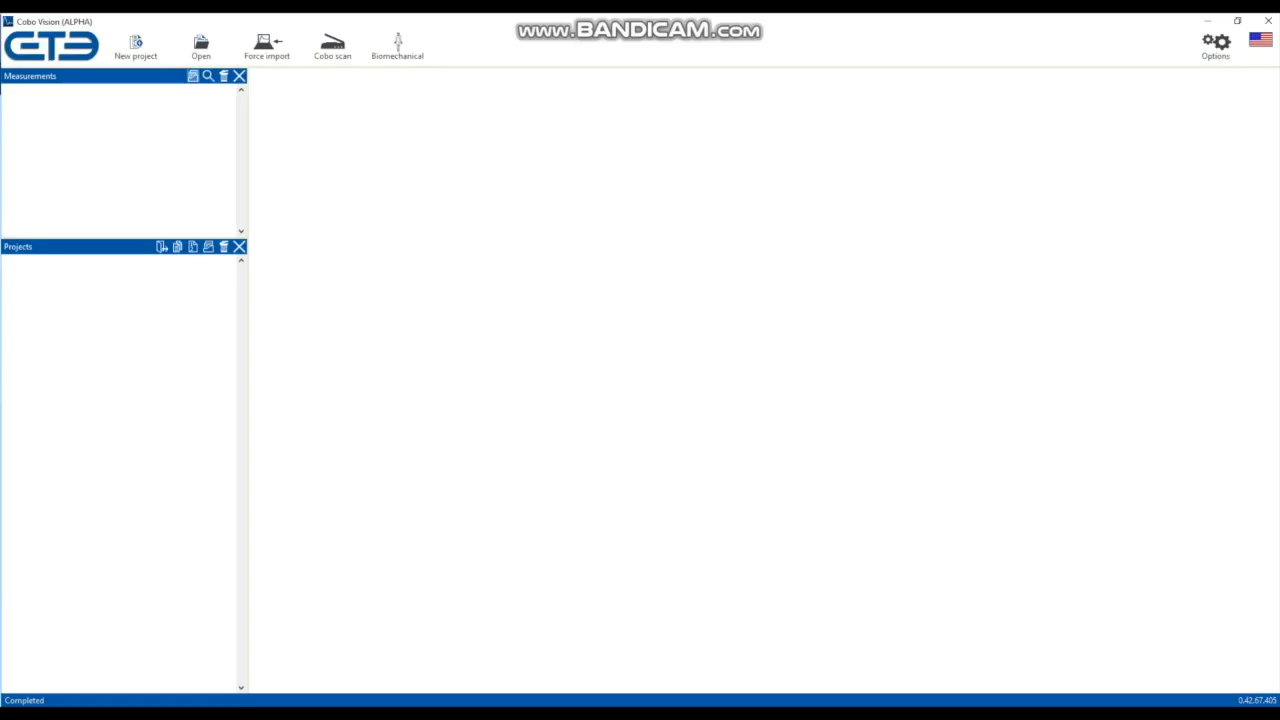 Cobo Vision (ALPHA)
www.BANDICAM.com
GTE
New project
Open
Force import
Cobo scan
Biomechanical
Options
Measurements
Projects
Completed
0.42.67.405